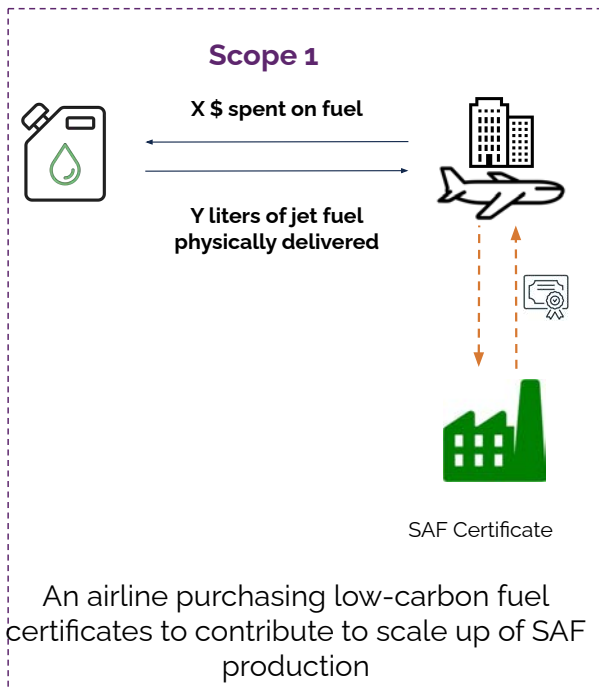 Scope 1
X $ spent on fuel
Y liters of jet fuel
physically delivered
SAF Certificate
An airline purchasing low-carbon fuel
certificates to contribute to scale up of SAF
production